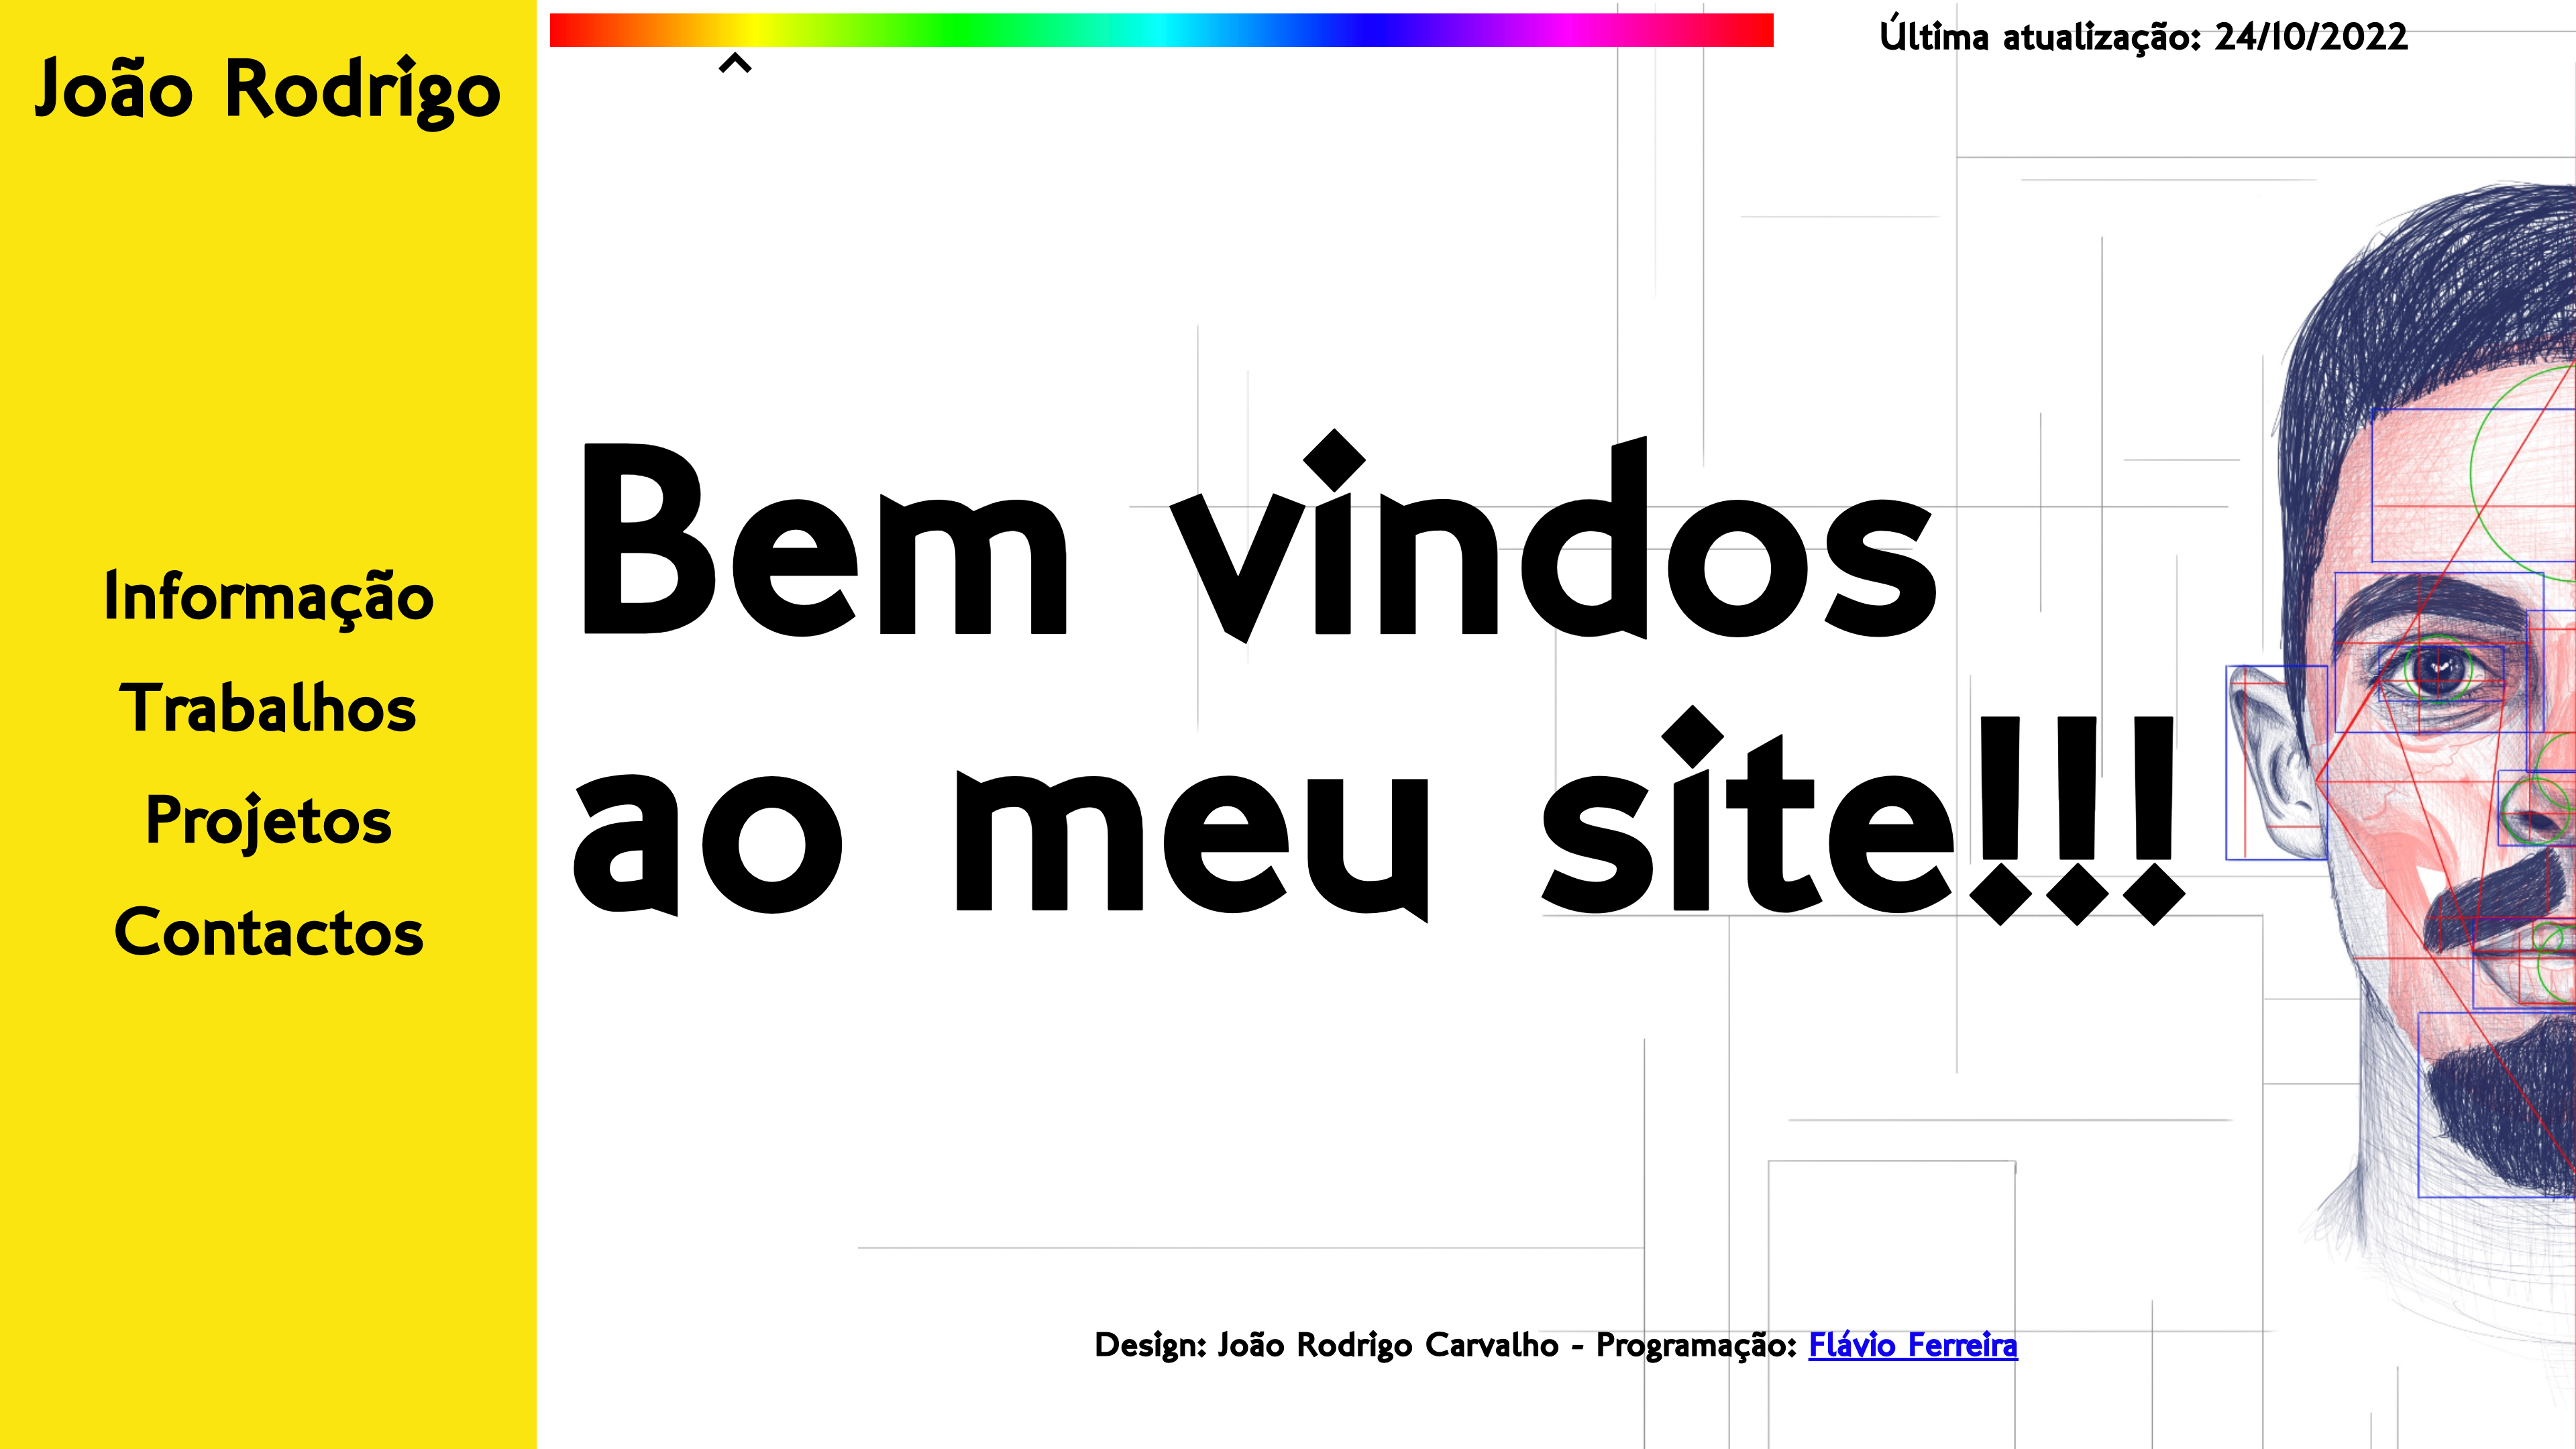 João Rodrigo
Informação
Trabalhos
Projetos
Contactos
Última atualização: 24/10/2022
Bem vindos
ao meu site!!!
Design: João Rodrigo Carvalho - Programação: Flávio Ferreira